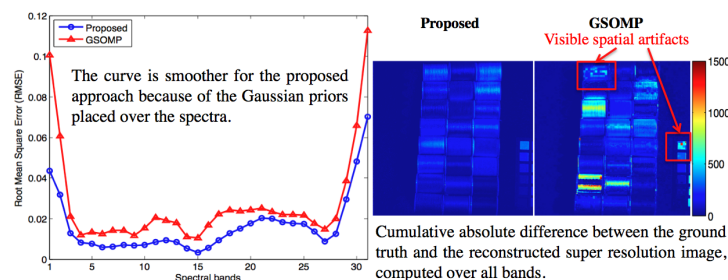 0.12
0.1
0.08
0.06
0.04
0.02
0
Root Mean Square Error (RMSE)
Proposed
GSOMP
The curve is smoother for the proposed
approach because of the Gaussian priors
placed over the spectra.
1
5
10
15
20
25
30
Spectral bands
Proposed
GSOMP
Visible spatial artifacts
1500
1000
500
0
Cumulative absolute difference between the ground
truth and the reconstructed super resolution image,
computed over all bands.